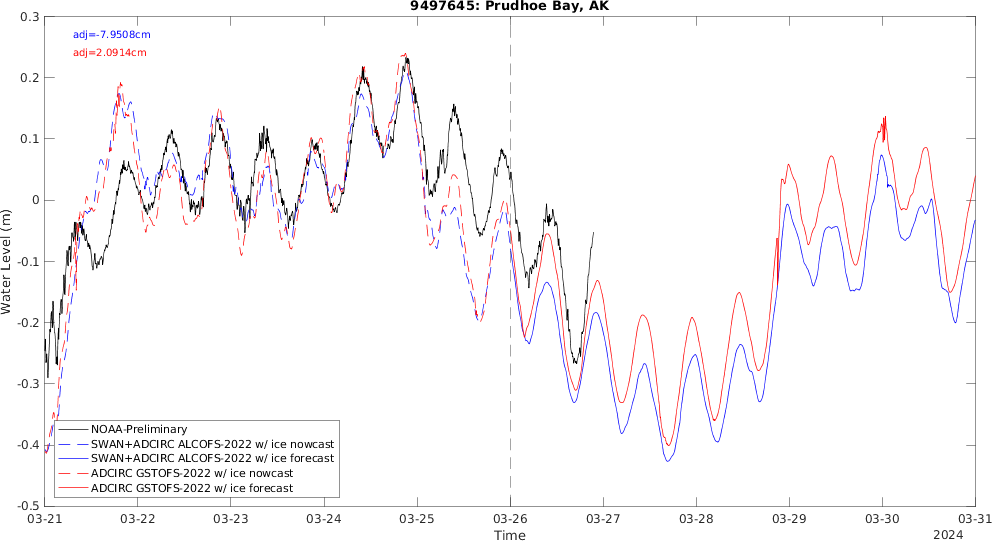 9497645: Prudhoe Bay, AK
adj=-7.9508cm
adj=2.0914cm
Water Level (m)
0.3
0.2
0.1
0
-0.1
-0.2
-0.3
-0.4
-0.5
NOAA-Preliminary
SWAN+ADCIRC ALCOFS-2022 w/ ice nowcast
SWAN+ADCIRC ALCOFS-2022 w/ ice forecast
ADCIRC GSTOFS-2022 w/ ice nowcast
ADCIRC GSTOFS-2022 w/ ice forecast
03-21 03-22 03-23 03-24 03-25 03-26 03-27 03-28 03-29 03-30 03-31
Time
2024